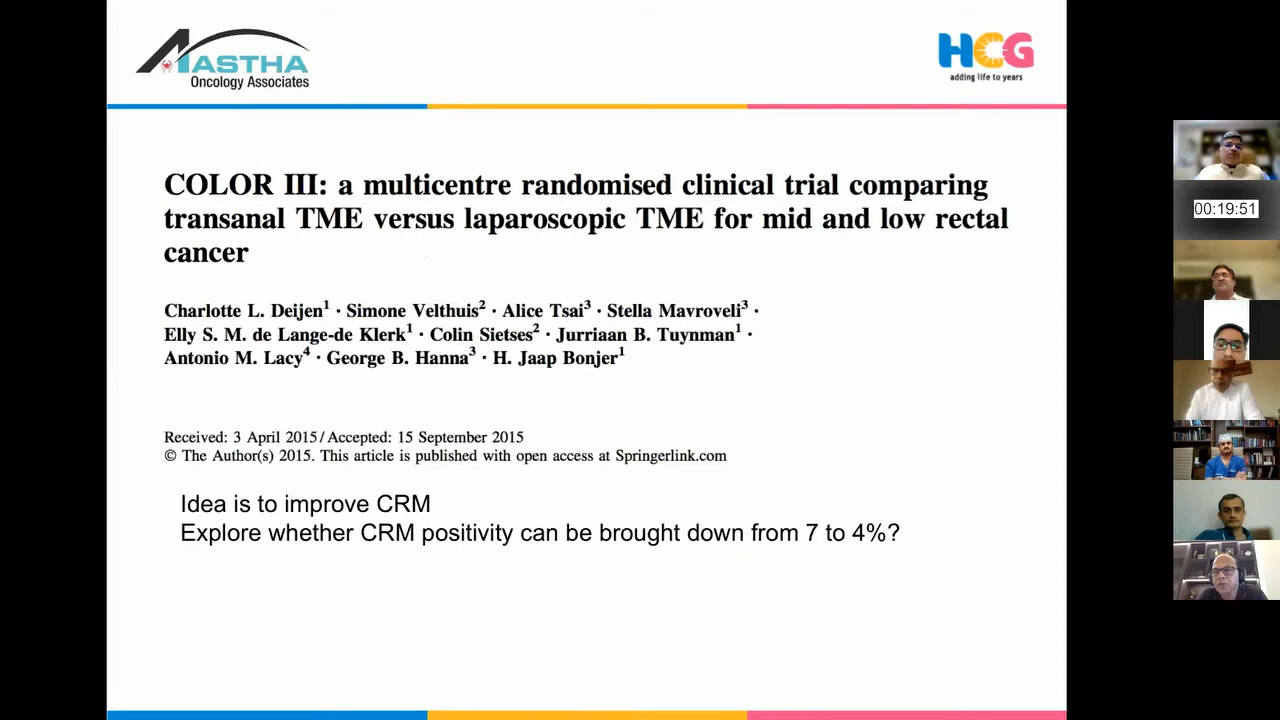 AASTHA
Oncology Associates
HCG
adding life to years
COLOR III: a multicentre randomised clinical trial comparing
transanal TME versus laparoscopic TME for mid and low rectal
cancer
Charlotte L. Deijen1 · Simone Velthuis2 · Alice Tsai3 · Stella Mavroveli3 ·
Elly S. M. de Lange-de Klerk1 · Colin Sietses2 · Jurriaan B. Tuynman1 ·
Antonio M. Lacy4 · George B. Hanna3 · H. Jaap Bonjer1
Received: 3 April 2015 / Accepted: 15 September 2015
© The Author(s) 2015. This article is published with open access at Springerlink.com
Idea is to improve CRM
Explore whether CRM positivity can be brought down from 7 to 4%?
00:19:51